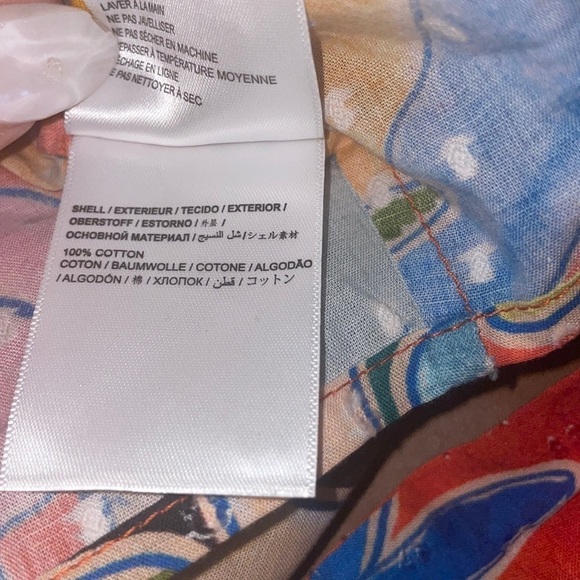 LAVER À LA MAIN
NE PAS JAVELLISER
NE PAS SÉCHER EN MACHINE
REPASSER À TEMPÉRATURE MOYENNE
SÉCHAGE EN LIGNE
NE PAS NETTOYER À SEC
SHELL / EXTERIEUR / TECIDO / EXTERIOR /
OBERSTOFF / ESTORNO / 外层 /
ОСНОВНОЙ МАТЕРИАЛ / شل النسيج / シェル素材
100% COTTON
COTON / BAUMWOLLE / COTONE / ALGODÃO
/ ALGODÓN / 棉 / ХЛОПОК / قطن / コットン